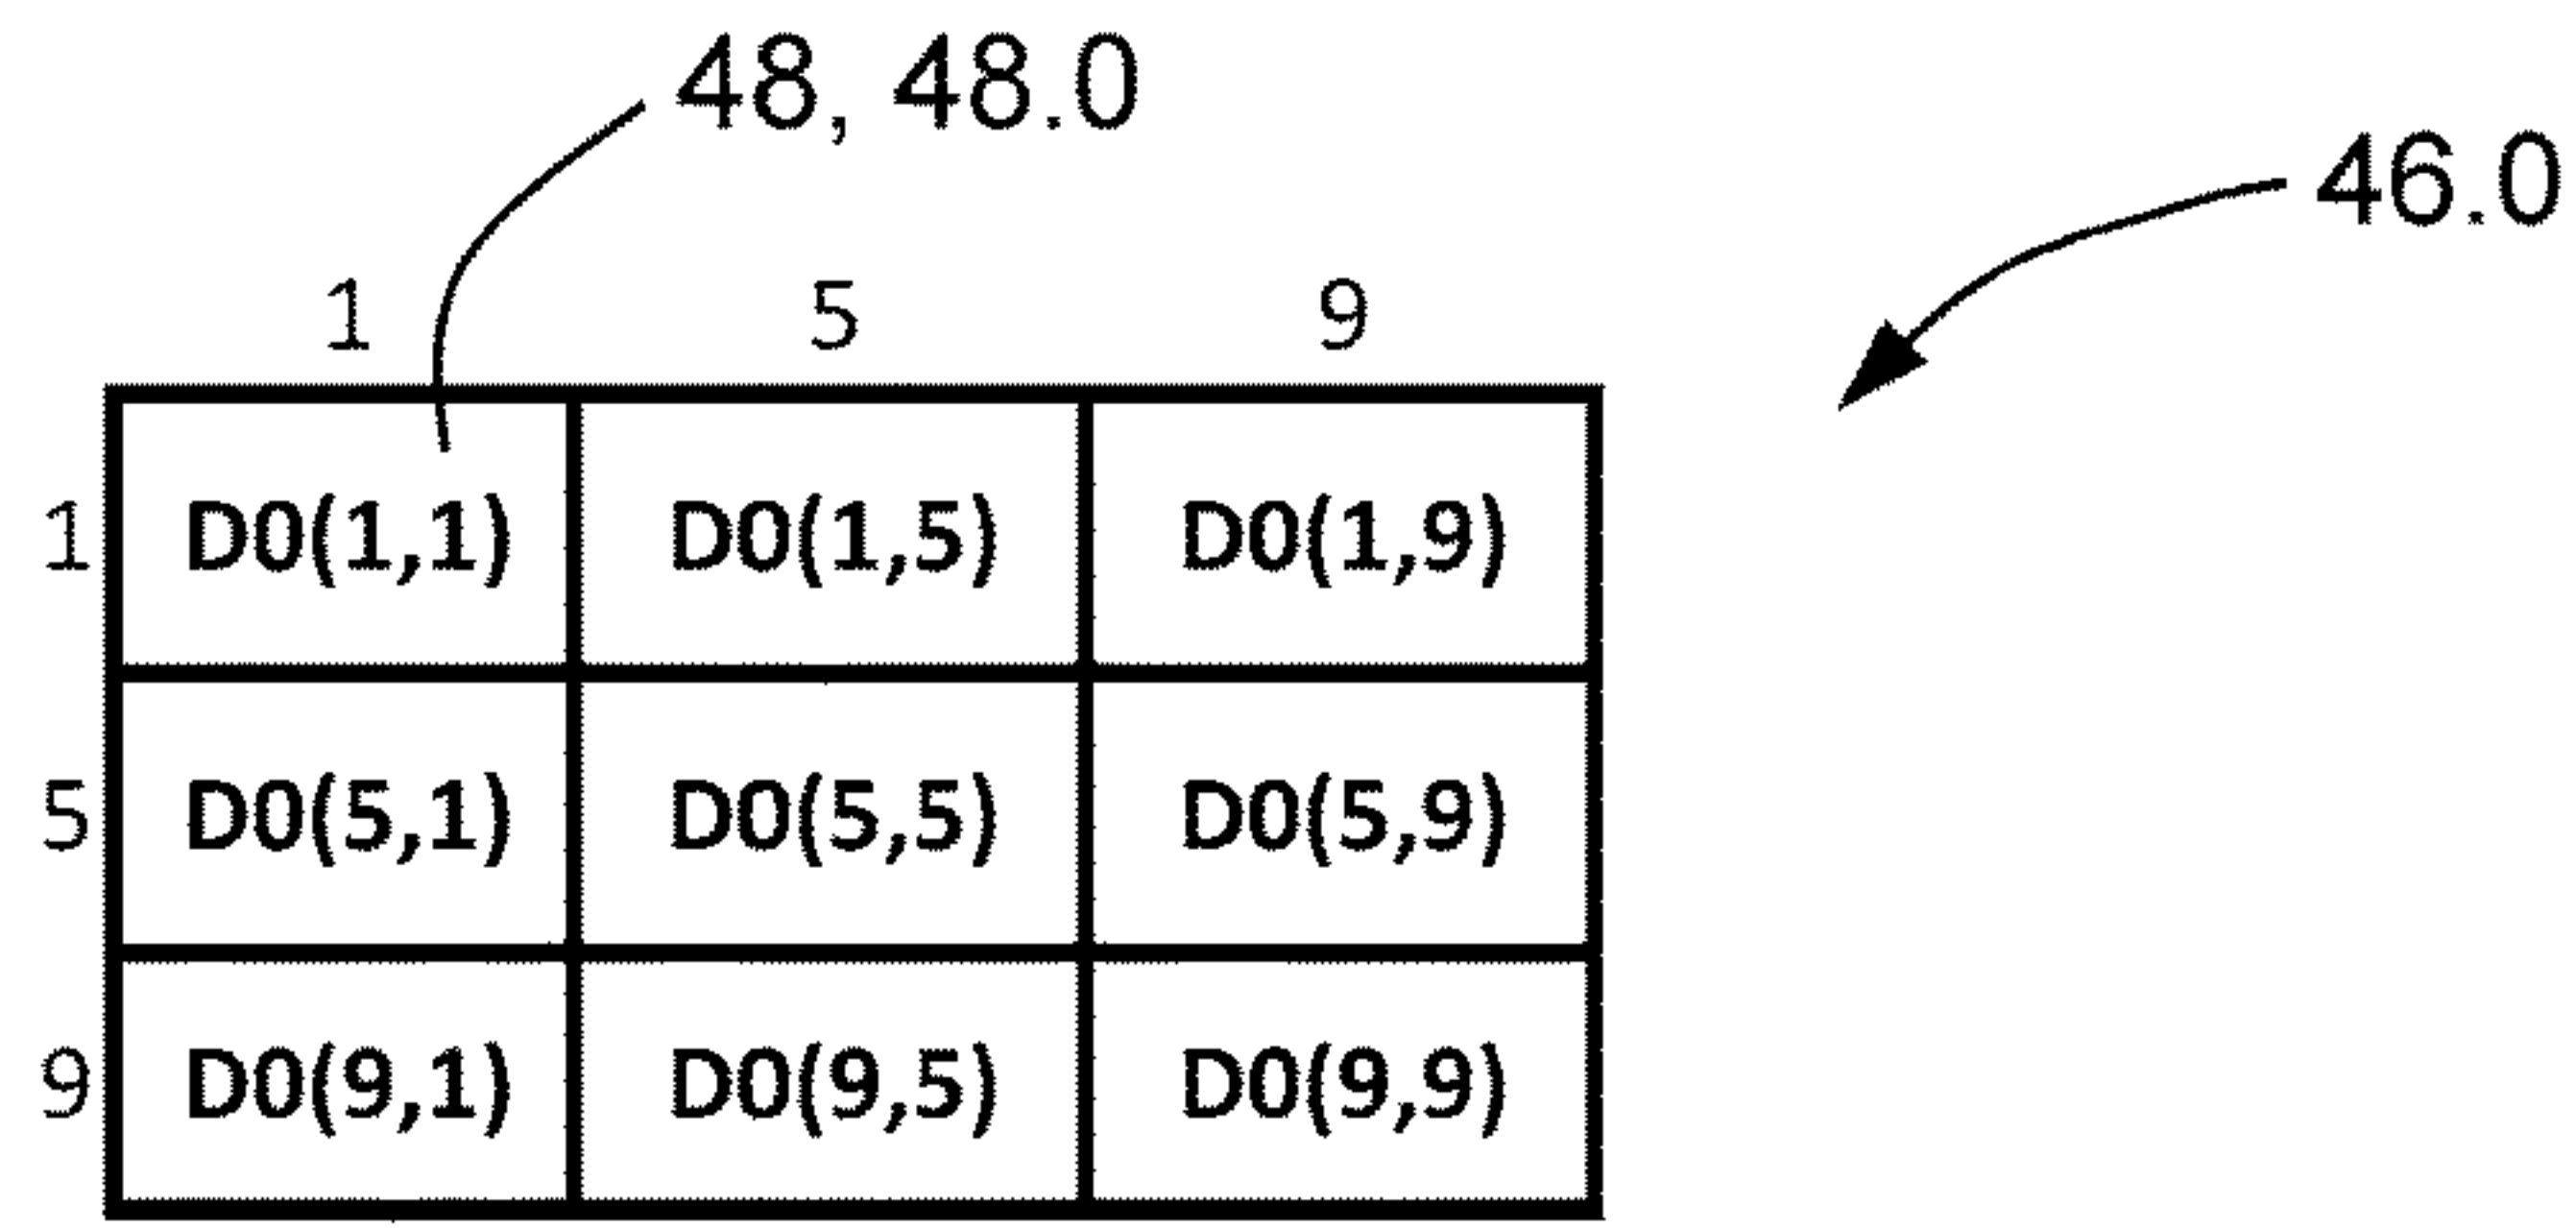 48, 48.0
46.0
1 5 9
1 D0(1,1) D0(1,5) D0(1,9)
5 D0(5,1) D0(5,5) D0(5,9)
9 D0(9,1) D0(9,5) D0(9,9)